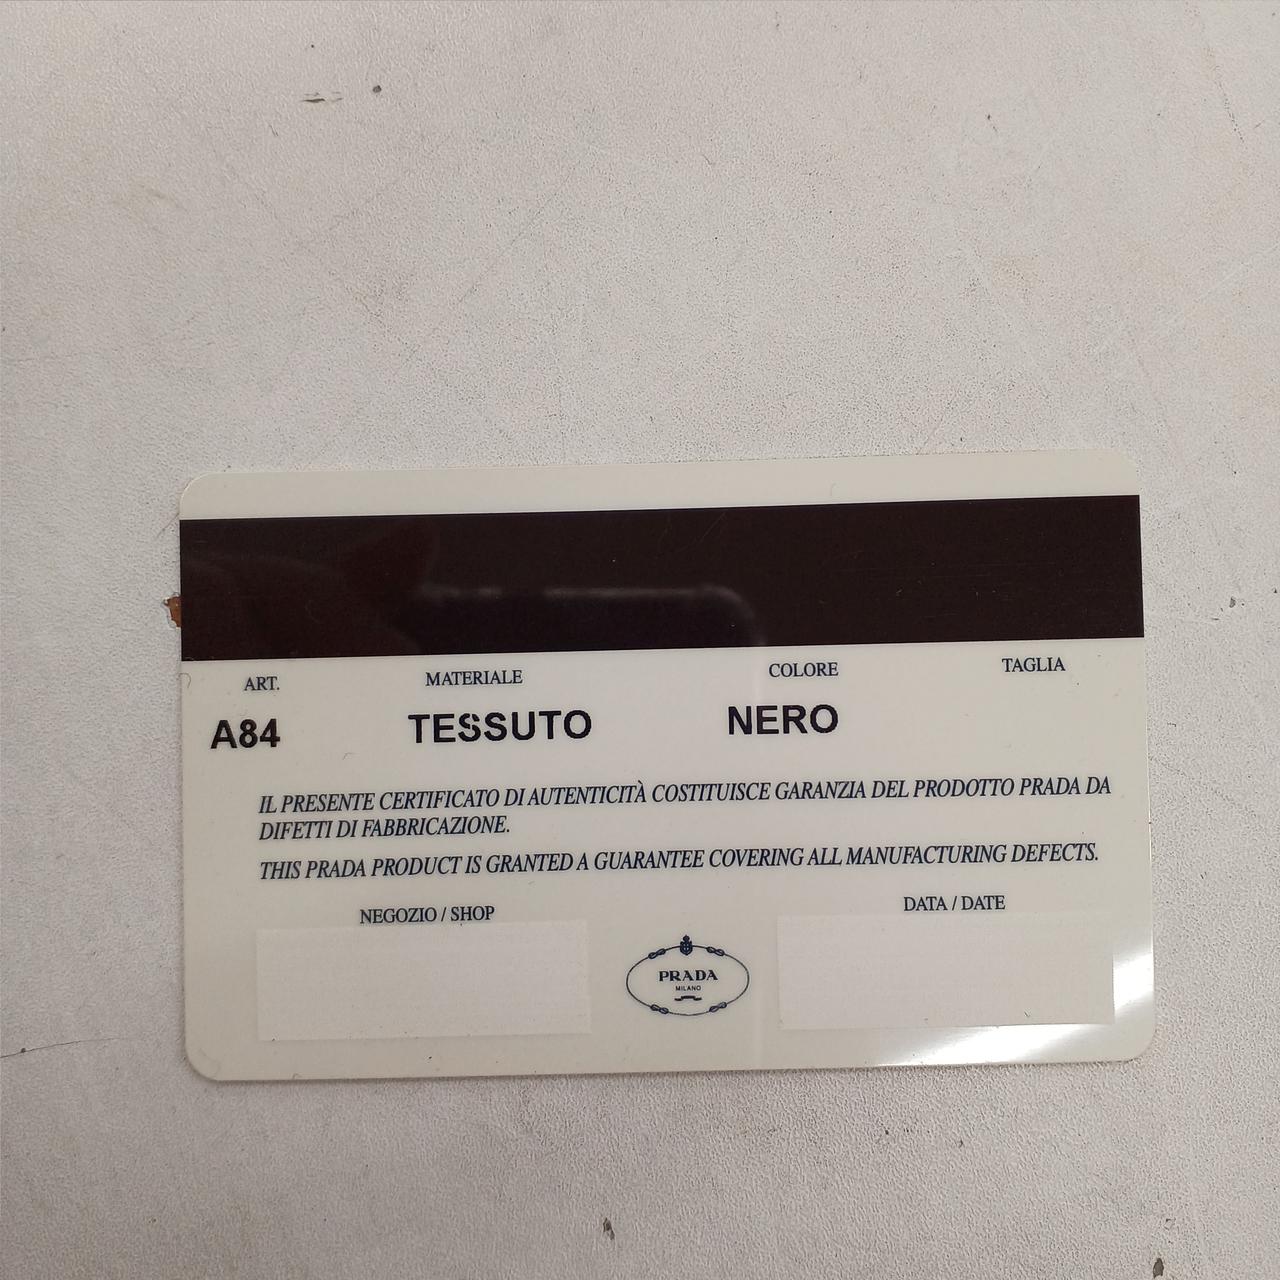 ART. MATERIALE COLORE TAGLIA
A84 TESSUTO NERO
IL PRESENTE CERTIFICATO DI AUTENTICITÀ COSTITUISCE GARANZIA DEL PRODOTTO PRADA DA
DIFETTI DI FABBRICAZIONE.
THIS PRADA PRODUCT IS GRANTED A GUARANTEE COVERING ALL MANUFACTURING DEFECTS.
NEGOZIO / SHOP DATA / DATE
PRADA
MILANO